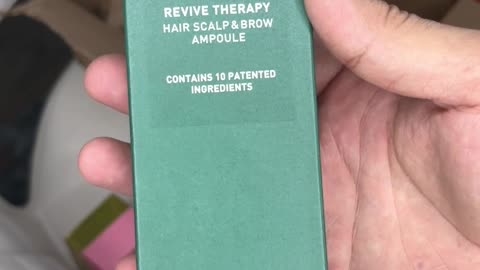 REVIVE THERAPY
HAIR SCALP & BROW
AMPOULE
CONTAINS 10 PATENTED
INGREDIENTS